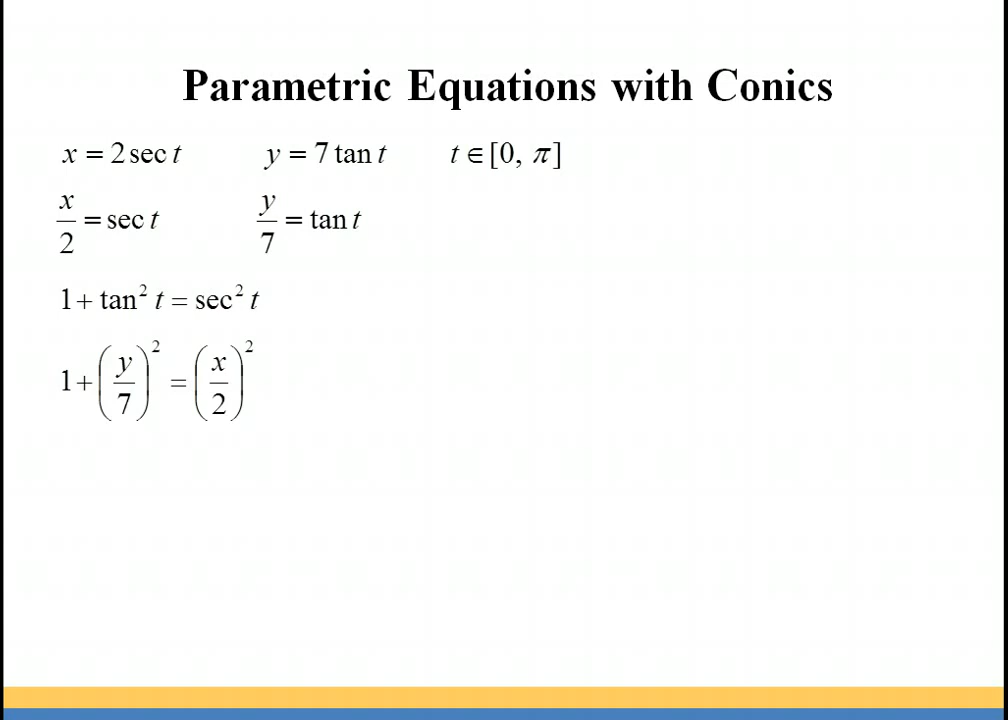 Parametric Equations with Conics
x = 2 sec t y = 7 tan t t ∈ [0, π]
x/2 = sec t y/7 = tan t
1 + tan² t = sec² t
1 + (y/7)² = (x/2)²